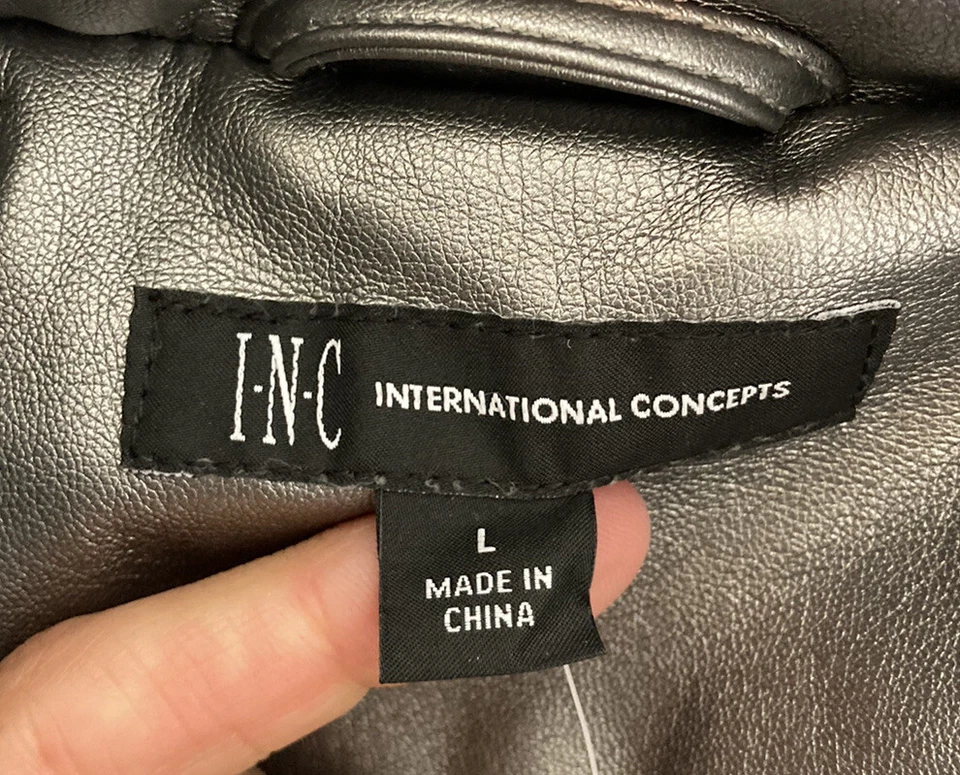 I·N·C INTERNATIONAL CONCEPTS
L
MADE IN
CHINA